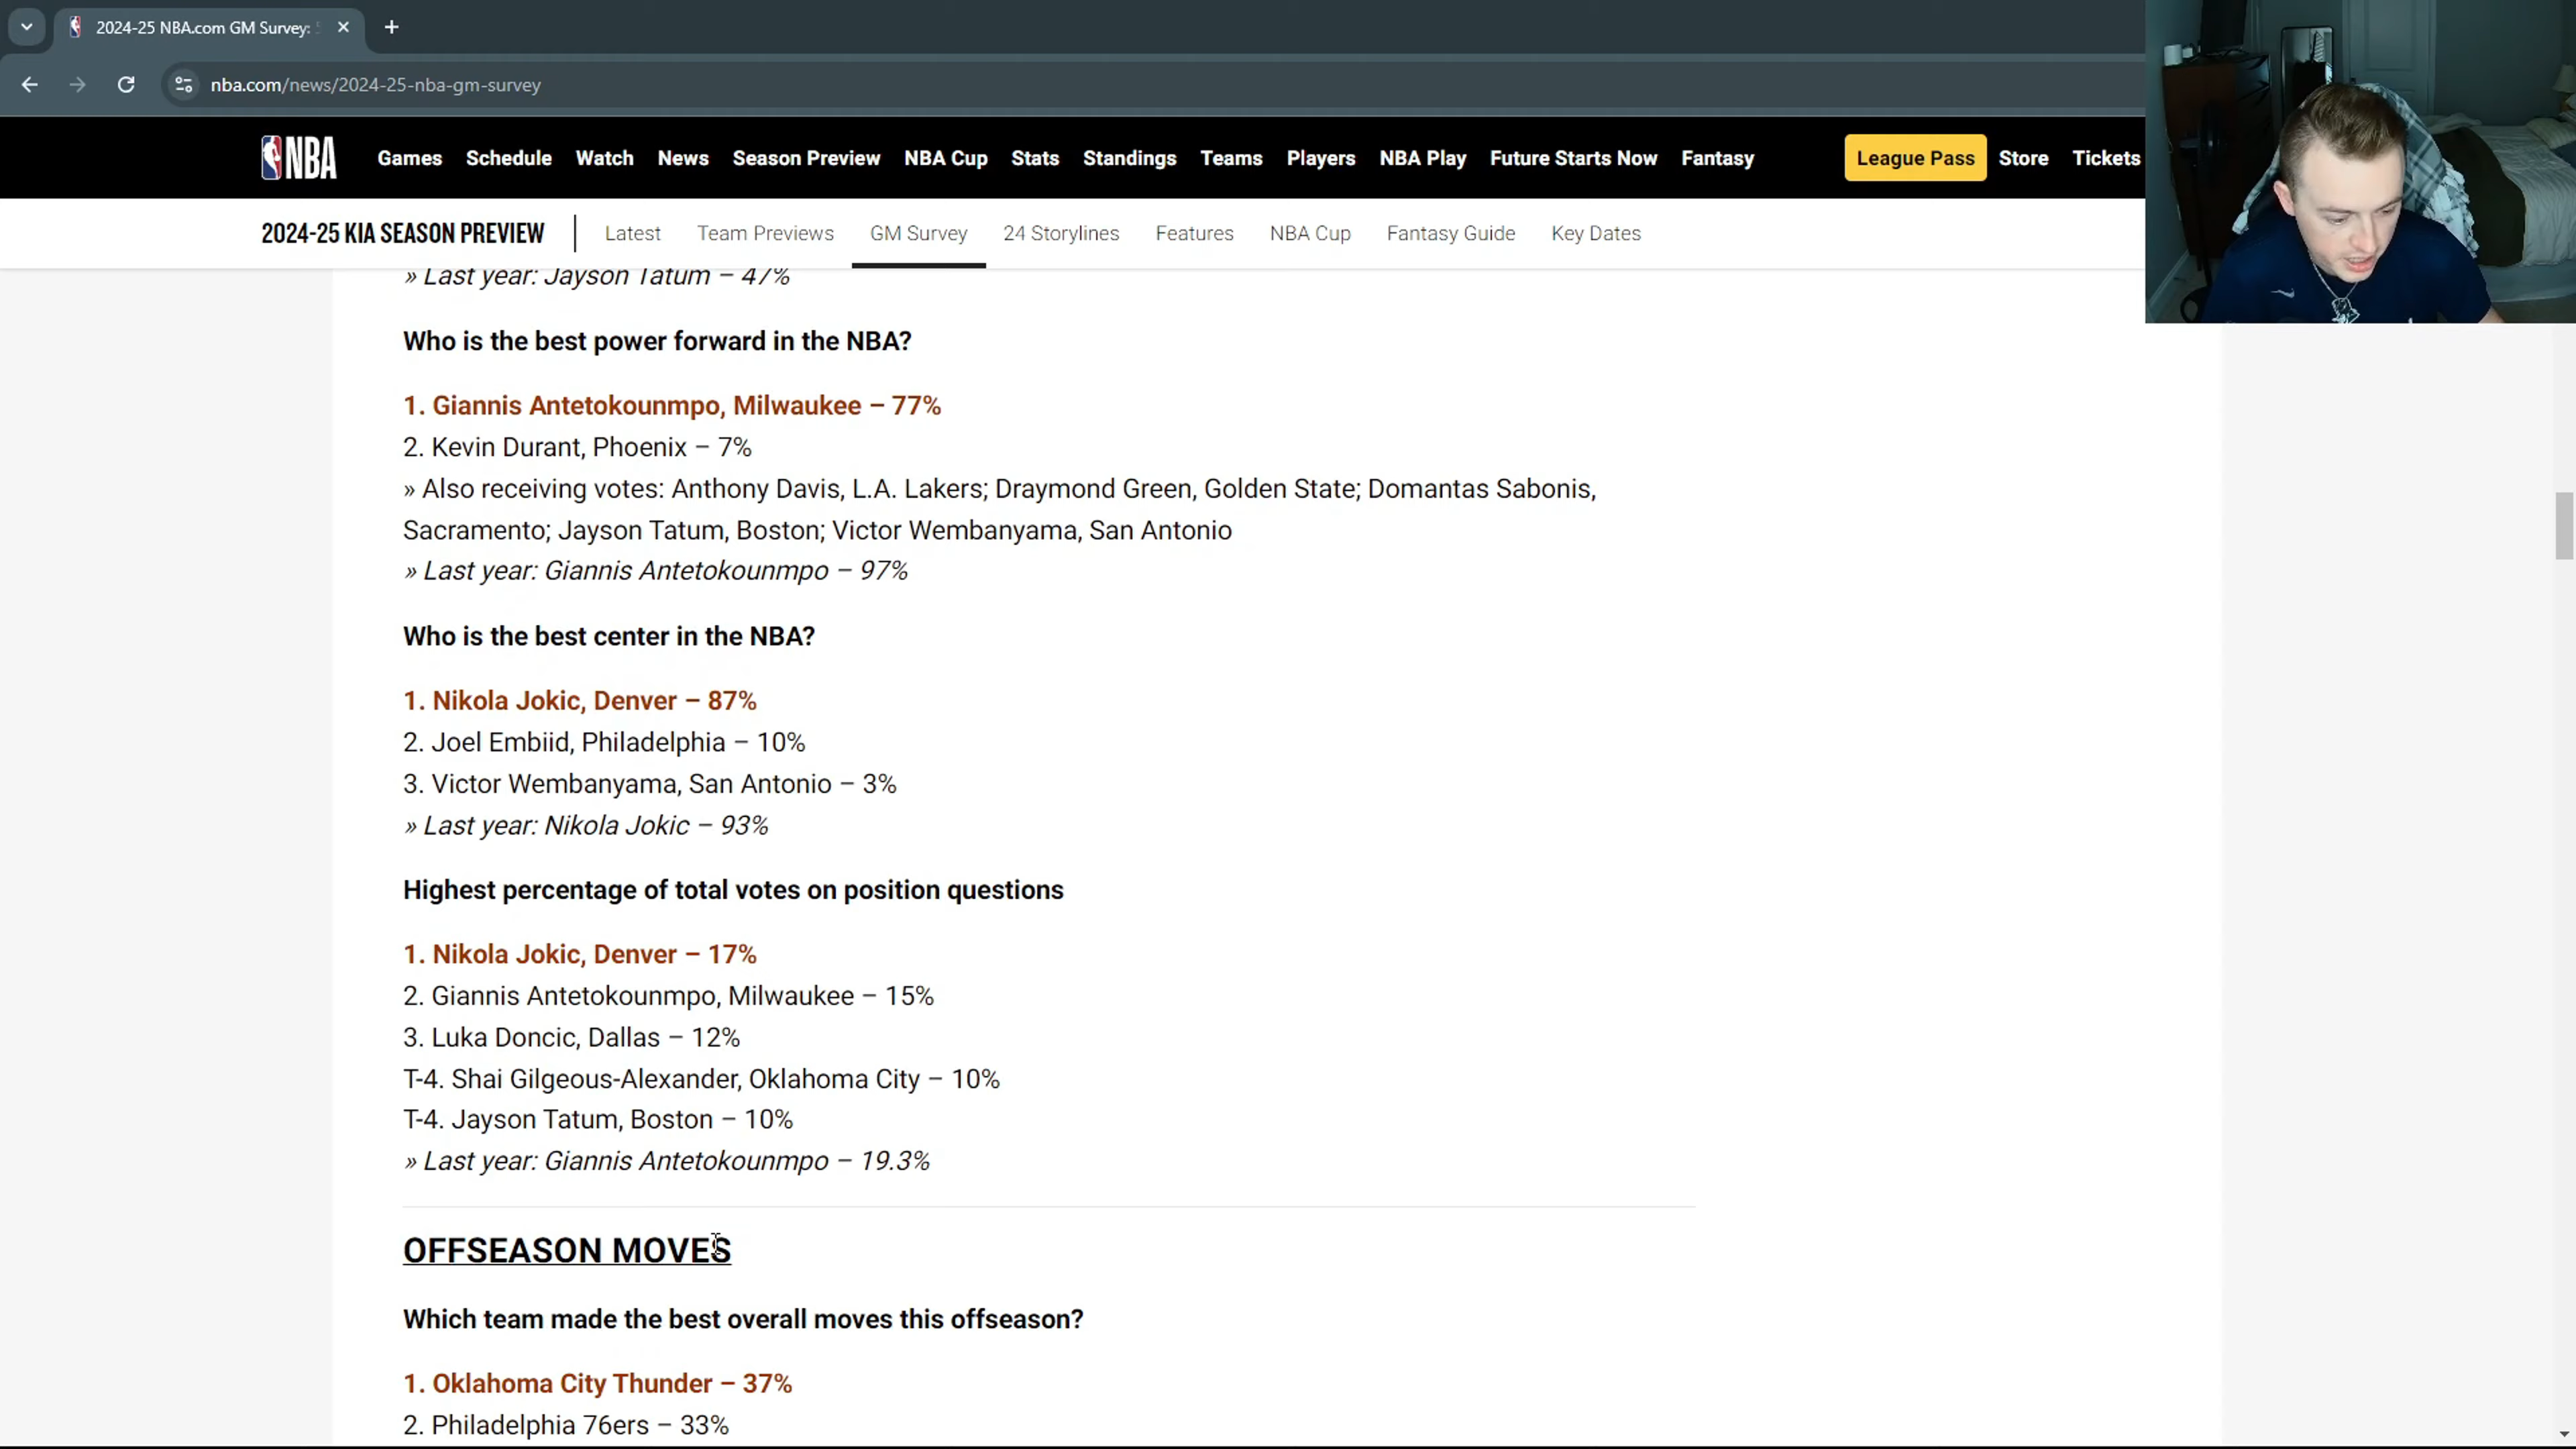 2024-25 NBA.com GM Survey:
nba.com/news/2024-25-nba-gm-survey
NBA Games Schedule Watch News Season Preview NBA Cup Stats Standings Teams Players NBA Play Future Starts Now Fantasy League Pass Store Tickets
2024-25 KIA SEASON PREVIEW Latest Team Previews GM Survey 24 Storylines Features NBA Cup Fantasy Guide Key Dates
» Last year: Jayson Tatum – 47%
Who is the best power forward in the NBA?
1. Giannis Antetokounmpo, Milwaukee – 77%
2. Kevin Durant, Phoenix – 7%
» Also receiving votes: Anthony Davis, L.A. Lakers; Draymond Green, Golden State; Domantas Sabonis,
Sacramento; Jayson Tatum, Boston; Victor Wembanyama, San Antonio
» Last year: Giannis Antetokounmpo – 97%
Who is the best center in the NBA?
1. Nikola Jokic, Denver – 87%
2. Joel Embiid, Philadelphia – 10%
3. Victor Wembanyama, San Antonio – 3%
» Last year: Nikola Jokic – 93%
Highest percentage of total votes on position questions
1. Nikola Jokic, Denver – 17%
2. Giannis Antetokounmpo, Milwaukee – 15%
3. Luka Doncic, Dallas – 12%
T-4. Shai Gilgeous-Alexander, Oklahoma City – 10%
T-4. Jayson Tatum, Boston – 10%
» Last year: Giannis Antetokounmpo – 19.3%
OFFSEASON MOVES
Which team made the best overall moves this offseason?
1. Oklahoma City Thunder – 37%
2. Philadelphia 76ers – 33%